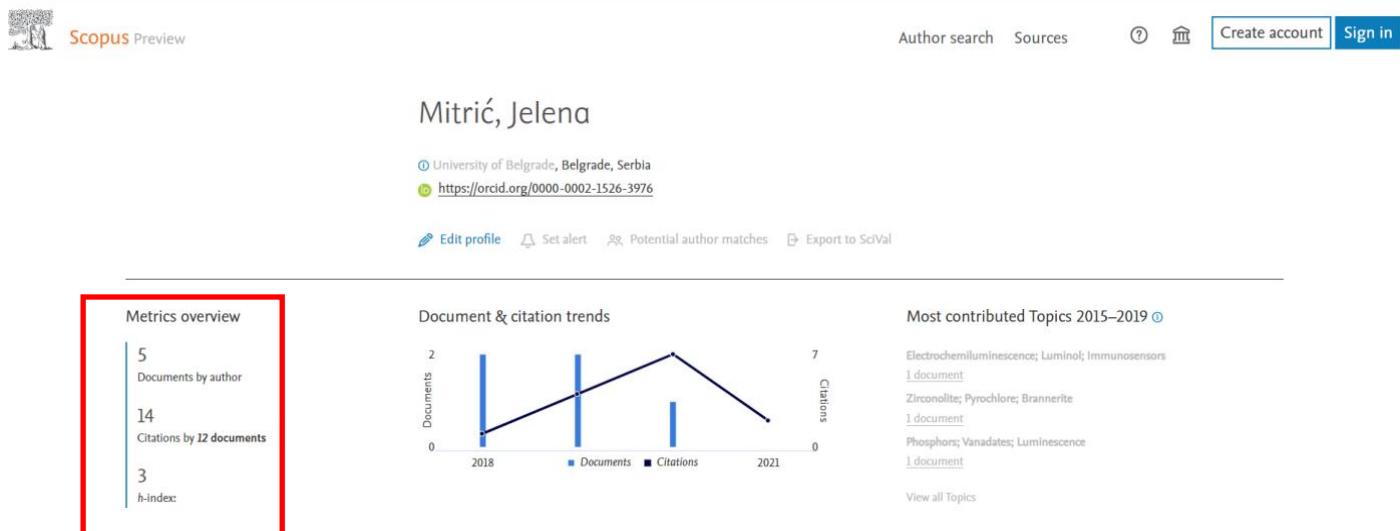 Scopus Preview
Author search Sources Create account Sign in
Mitrić, Jelena
University of Belgrade, Belgrade, Serbia
https://orcid.org/0000-0002-1526-3976
Edit profile Set alert Potential author matches Export to SciVal
Metrics overview
5
Documents by author
14
Citations by 12 documents
3
h-index:
Document & citation trends
2
7
Documents
Citations
0
0
2018
Documents Citations
2021
Most contributed Topics 2015–2019
Electrochemiluminescence; Luminol; Immunosensors
1 document
Zirconolite; Pyrochlore; Brannerite
1 document
Phosphors; Vanadates; Luminescence
1 document
View all Topics